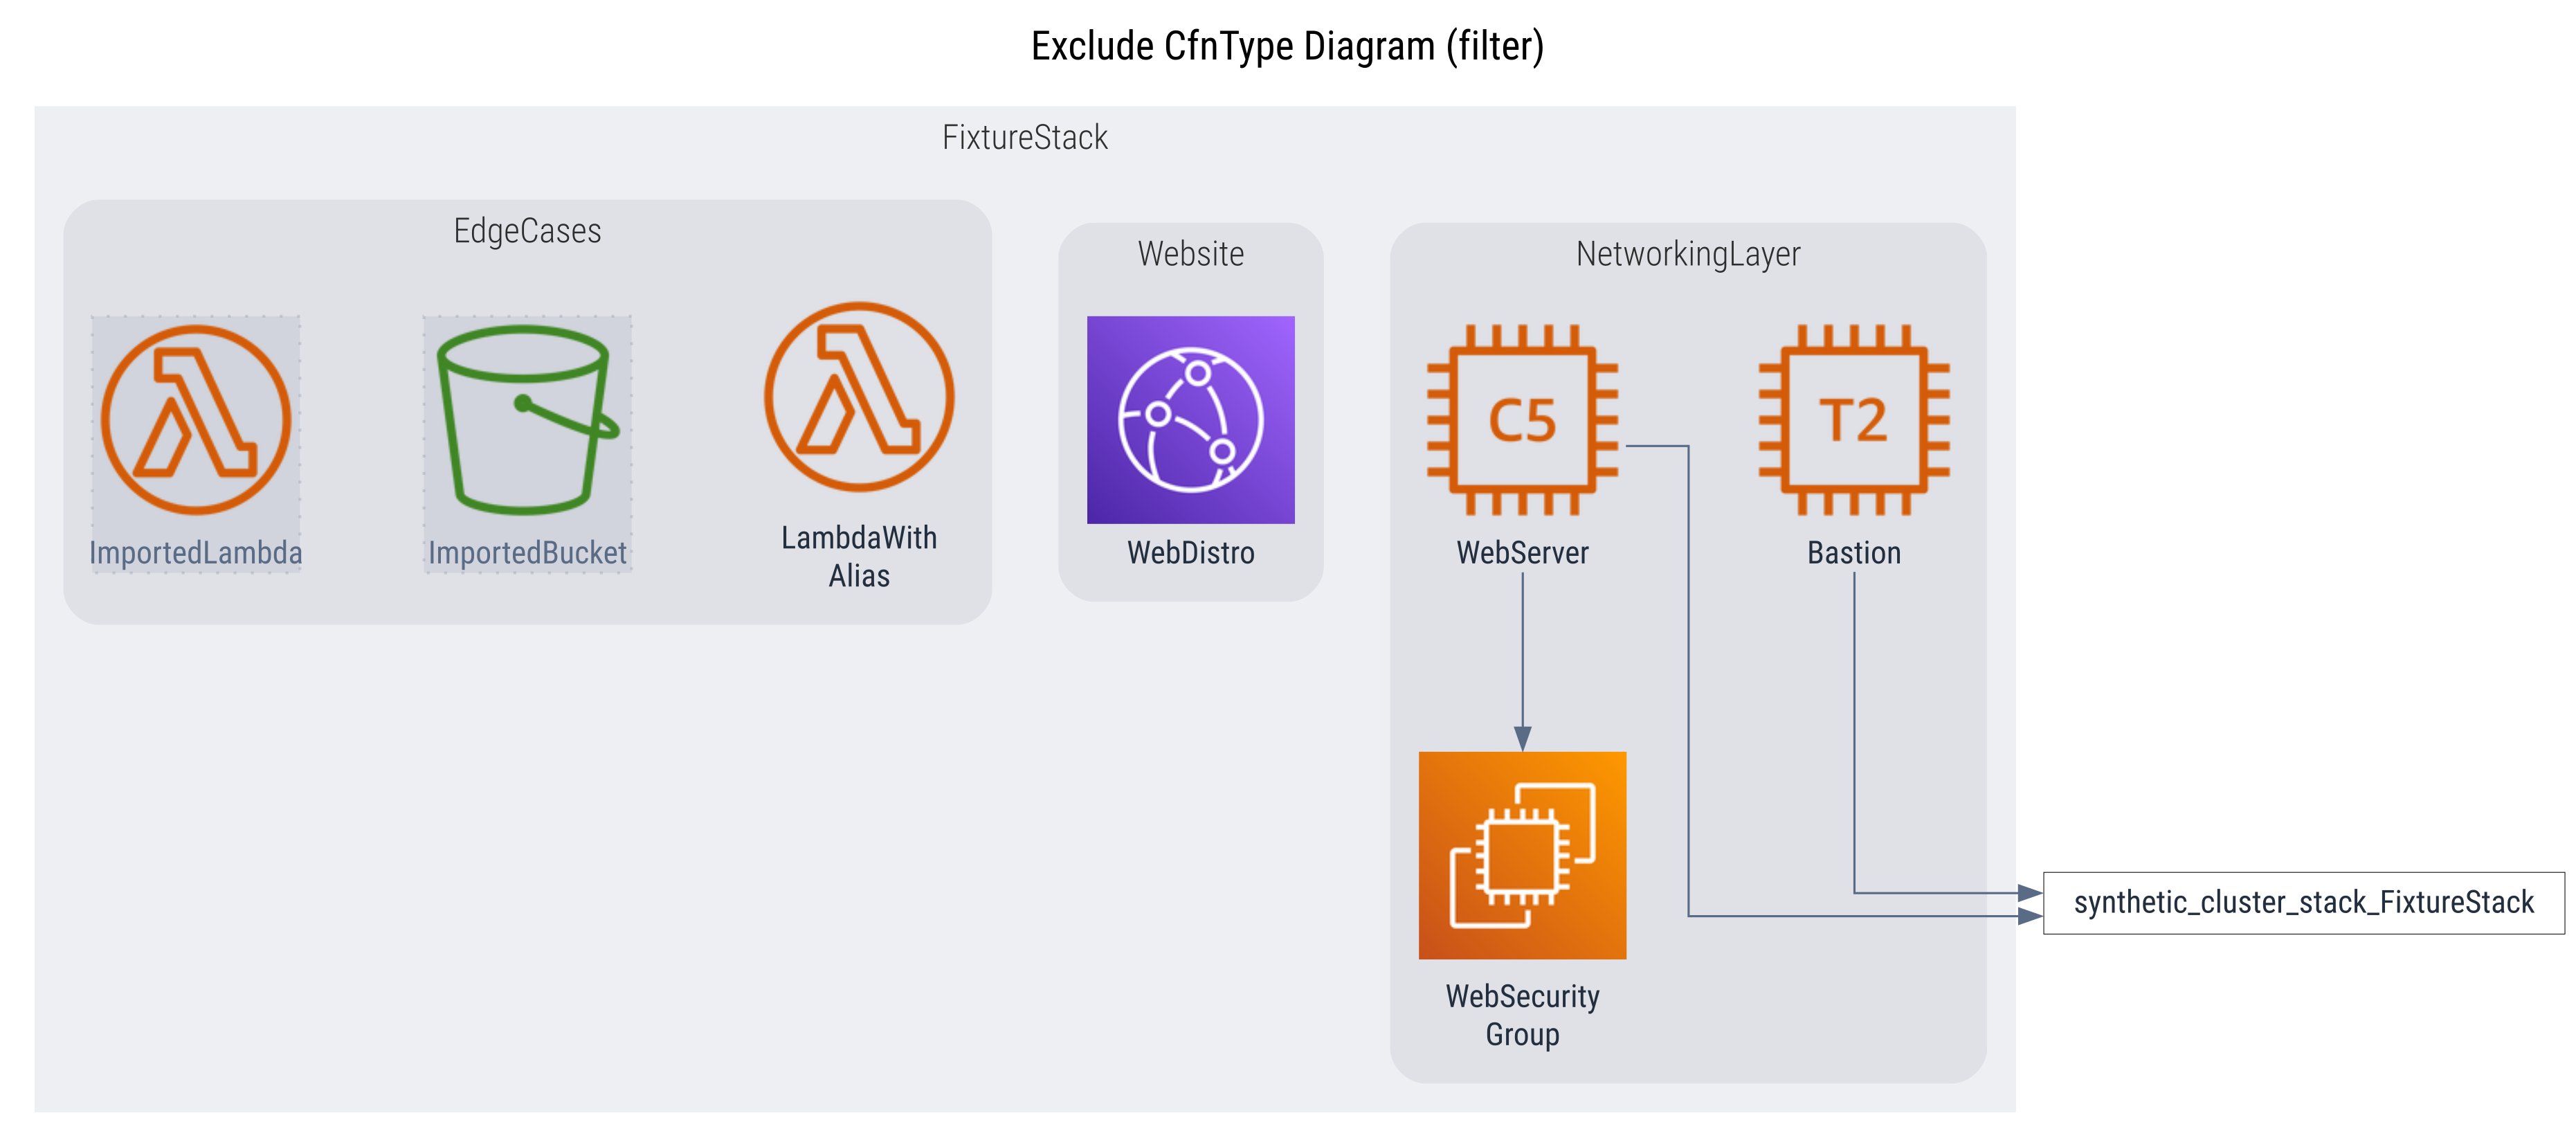 Exclude CfnType Diagram (filter)
FixtureStack
EdgeCases
ImportedLambda
ImportedBucket
LambdaWith
Alias
Website
WebDistro
NetworkingLayer
C5
WebServer
T2
Bastion
WebSecurity
Group
synthetic_cluster_stack_FixtureStack